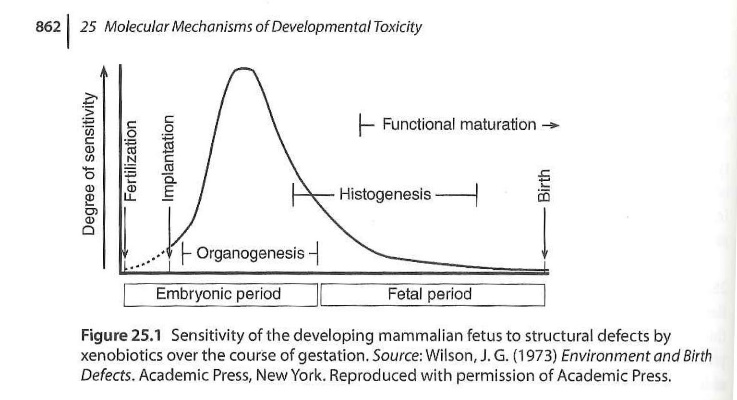 862 25 Molecular Mechanisms of Developmental Toxicity
Degree of sensitivity
Fertilization
Implantation
Functional maturation
Histogenesis
Birth
Organogenesis
Embryonic period
Fetal period
Figure 25.1 Sensitivity of the developing mammalian fetus to structural defects by
xenobiotics over the course of gestation. Source: Wilson, J. G. (1973) Environment and Birth
Defects. Academic Press, New York. Reproduced with permission of Academic Press.